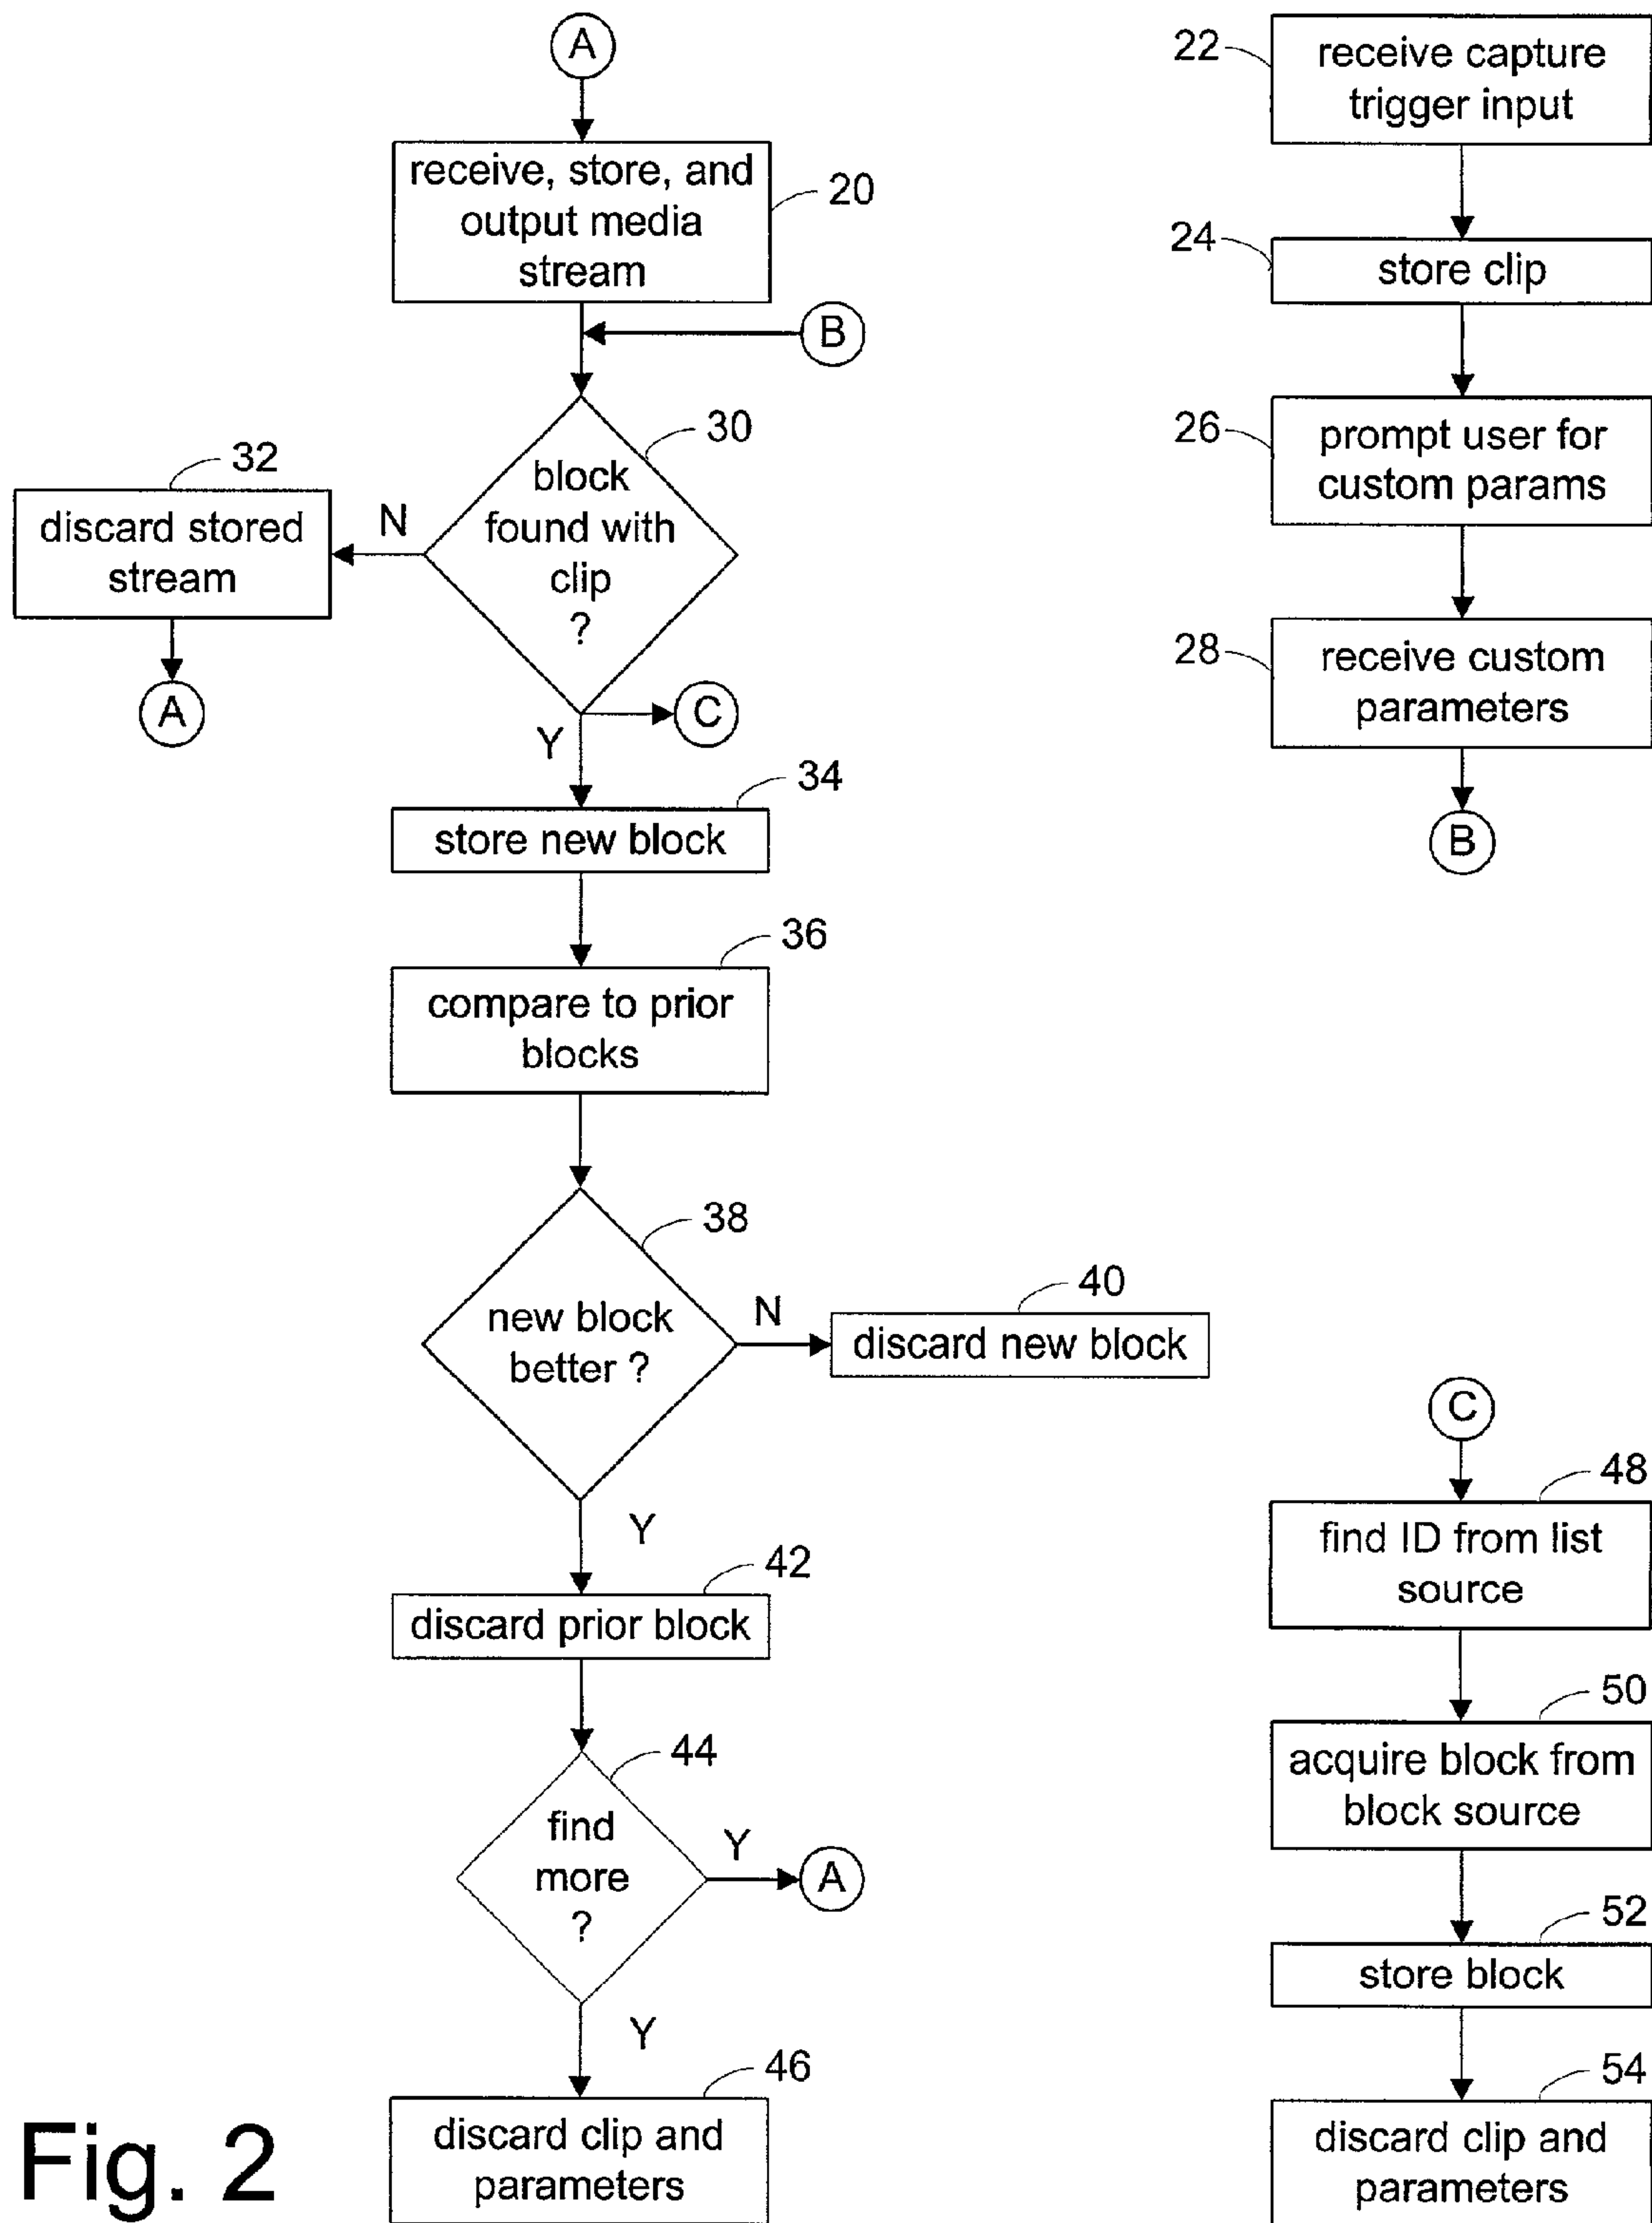 A
receive, store, and
output media
stream
20
B
30
block
found with
clip
?
N
32
discard stored
stream
A
C
Y
34
store new block
36
compare to prior
blocks
38
new block
better ?
N
40
discard new block
Y
42
discard prior block
44
find
more
?
Y
A
Y
46
discard clip and
parameters
22
receive capture
trigger input
24
store clip
26
prompt user for
custom params
28
receive custom
parameters
B
C
48
find ID from list
source
50
acquire block from
block source
52
store block
54
discard clip and
parameters
Fig. 2